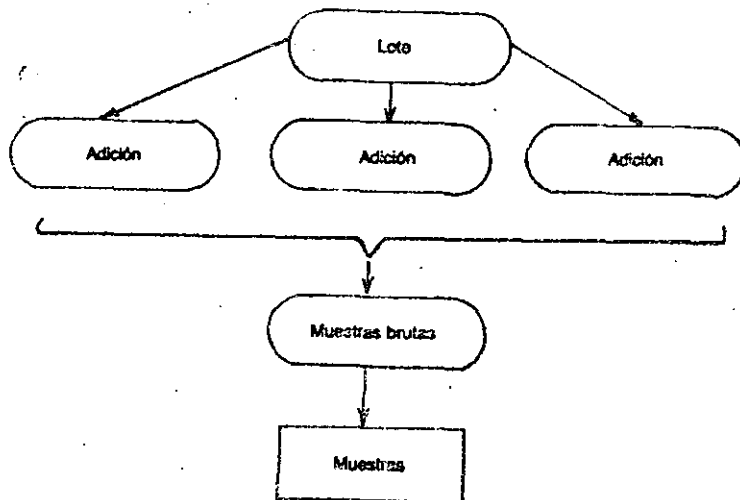 Lote
Adición
Adición
Adición
Muestras brutas
Muestras